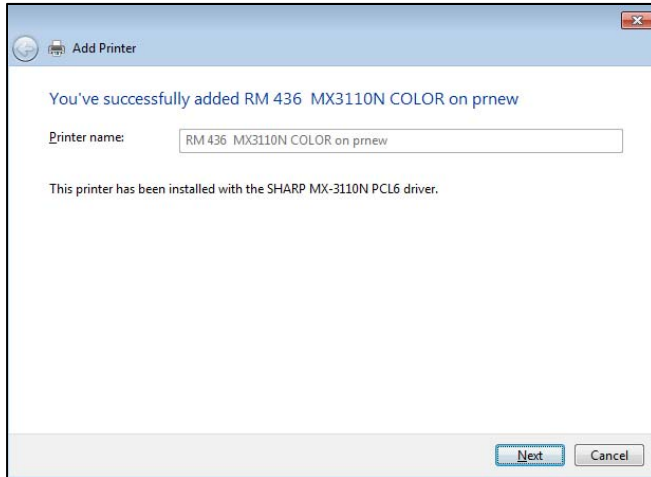 Add Printer
You've successfully added RM 436  MX3110N COLOR on prnew
Printer name:
RM 436  MX3110N COLOR on prnew
This printer has been installed with the SHARP MX-3110N PCL6 driver.
Next
Cancel